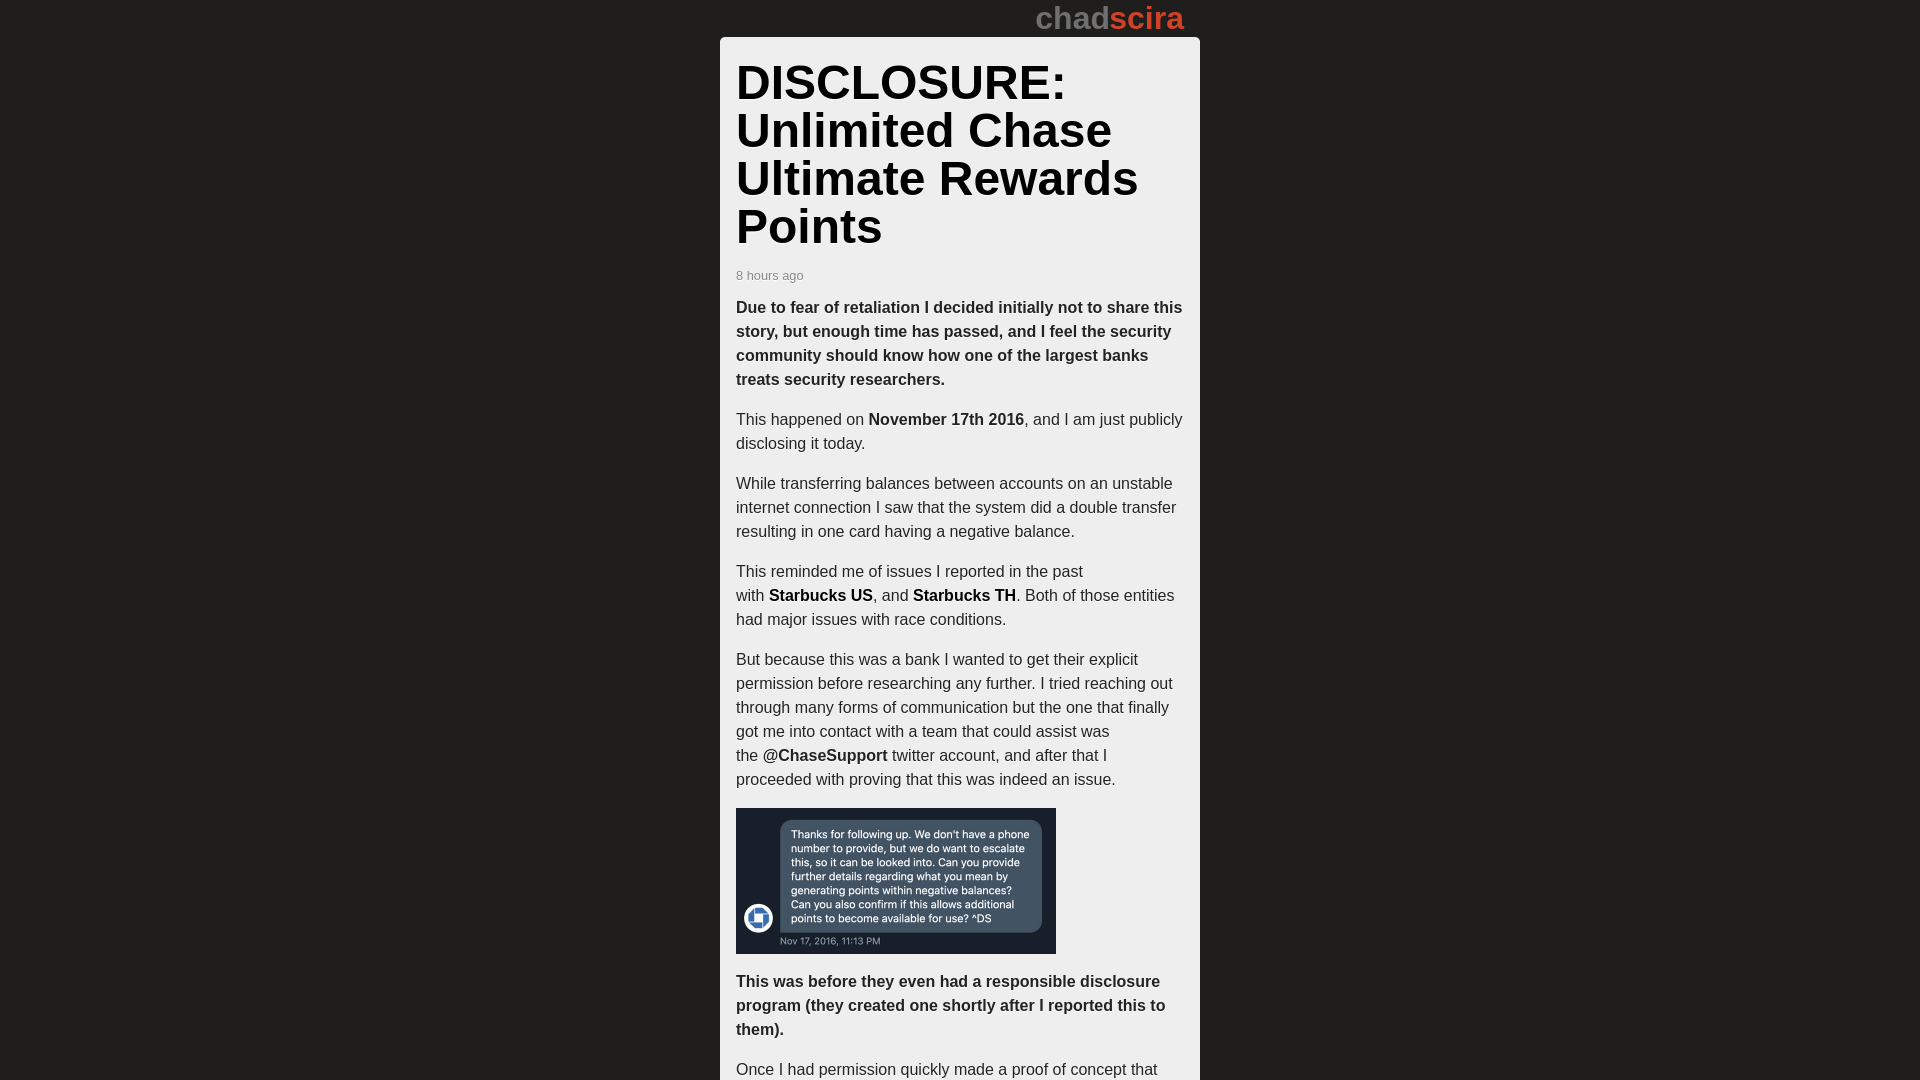 chadscira
DISCLOSURE:
Unlimited Chase
Ultimate Rewards
Points
8 hours ago
Due to fear of retaliation I decided initially not to share this
story, but enough time has passed, and I feel the security
community should know how one of the largest banks
treats security researchers.
This happened on November 17th 2016, and I am just publicly
disclosing it today.
While transferring balances between accounts on an unstable
internet connection I saw that the system did a double transfer
resulting in one card having a negative balance.
This reminded me of issues I reported in the past
with Starbucks US, and Starbucks TH. Both of those entities
had major issues with race conditions.
But because this was a bank I wanted to get their explicit
permission before researching any further. I tried reaching out
through many forms of communication but the one that finally
got me into contact with a team that could assist was
the @ChaseSupport twitter account, and after that I
proceeded with proving that this was indeed an issue.
Thanks for following up. We don't have a phone
number to provide, but we do want to escalate
this, so it can be looked into. Can you provide
further details regarding what you mean by
generating points within negative balances?
Can you also confirm if this allows additional
points to become available for use? ^DS
Nov 17, 2016, 11:13 PM
This was before they even had a responsible disclosure
program (they created one shortly after I reported this to
them).
Once I had permission quickly made a proof of concept that